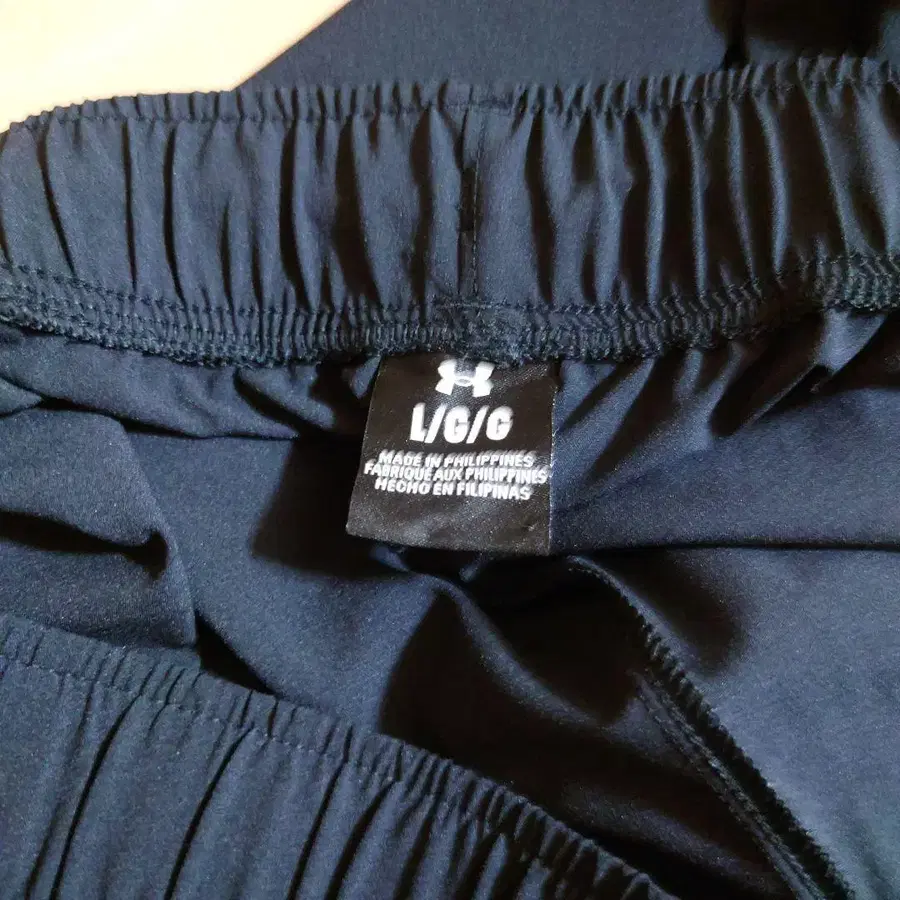 L/G/G
MADE IN PHILIPPINES
FABRIQUE AUX PHILIPPINES
HECHO EN FILIPINAS